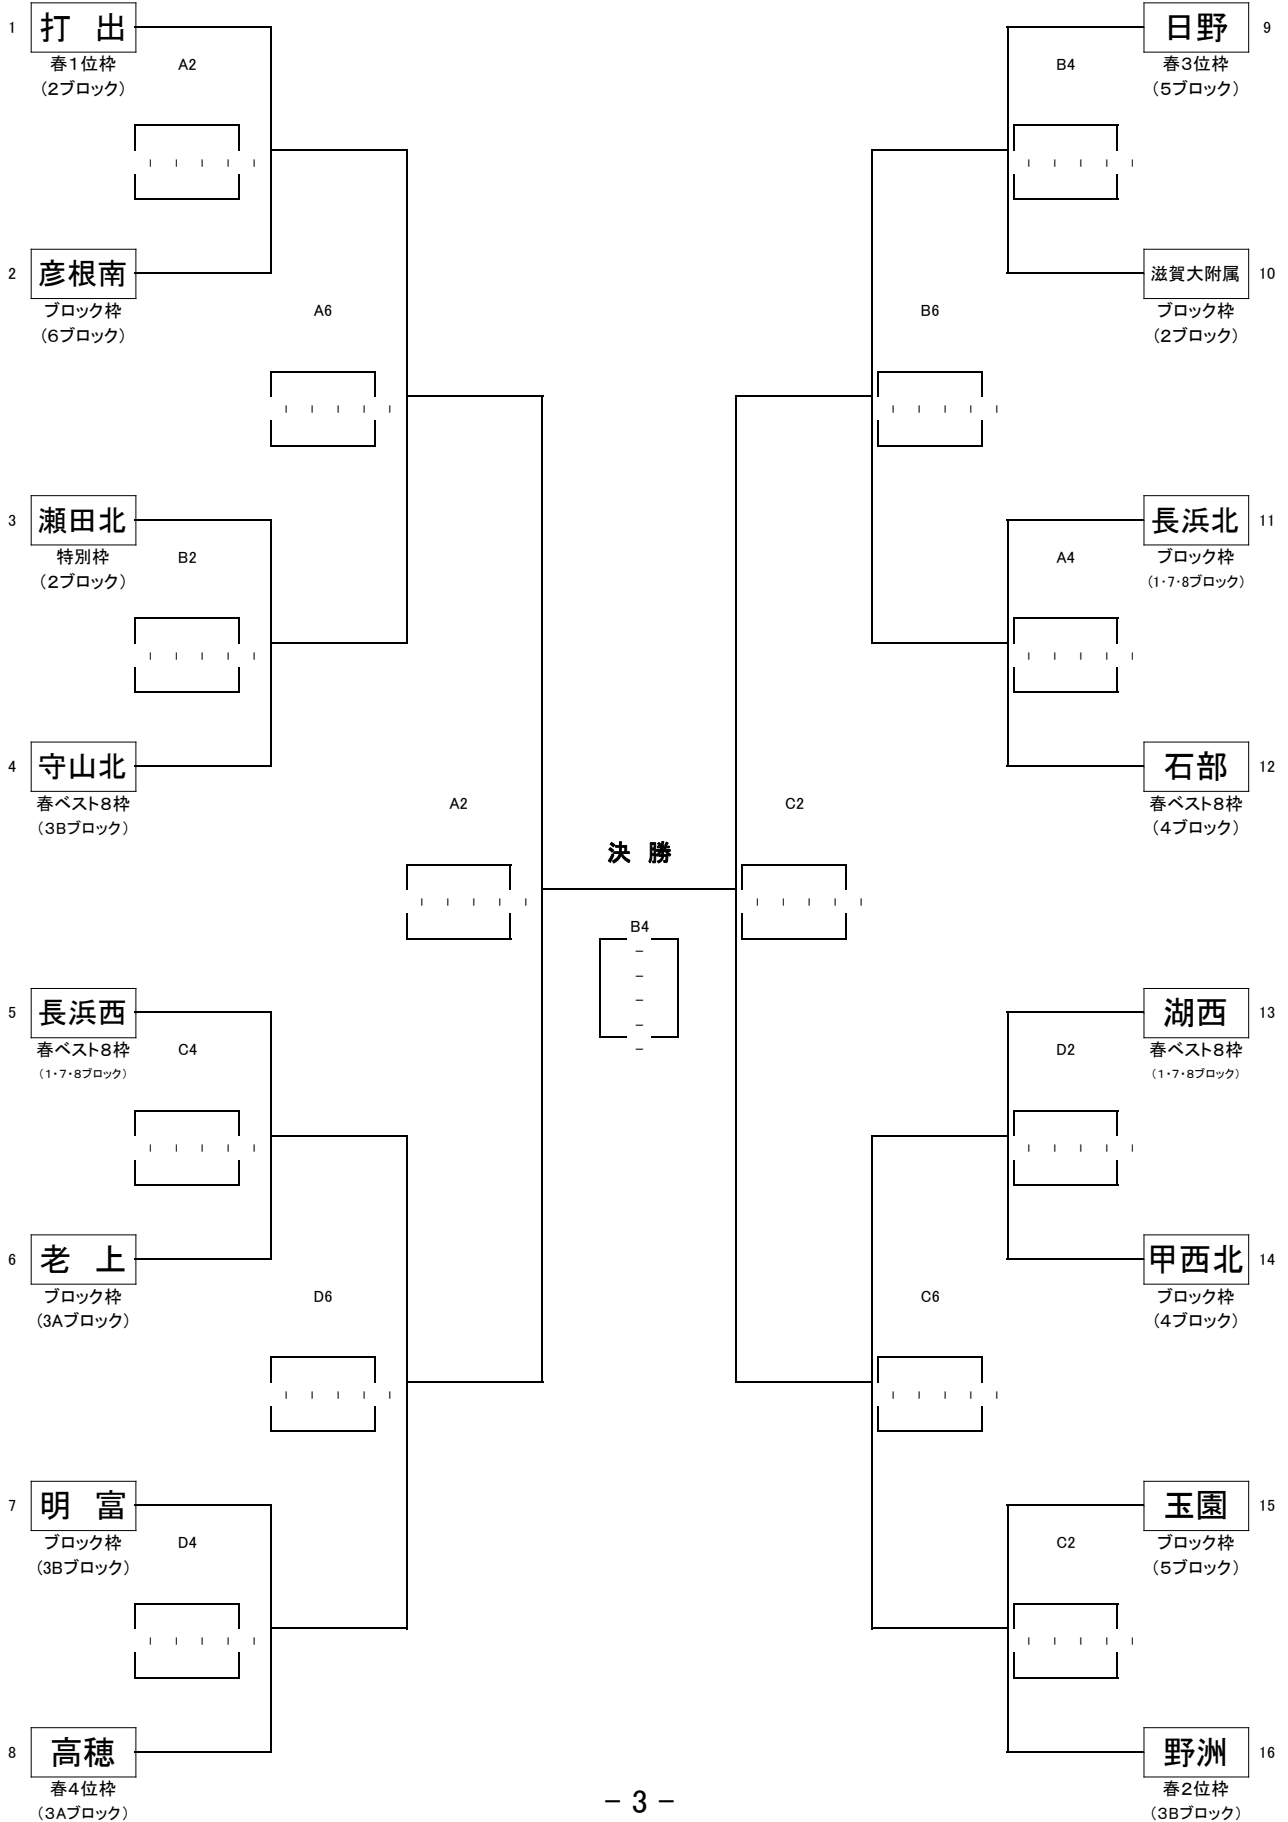 1 打 出
春1位枠
(2ブロック)
A2
2 彦根南
ブロック枠
(6ブロック)
A6
3 瀬田北
特別枠
(2ブロック)
B2
4 守山北
春ベスト8枠
(3Bブロック)
A2
5 長浜西
春ベスト8枠
(1・7・8ブロック)
C4
6 老 上
ブロック枠
(3Aブロック)
D6
7 明 富
ブロック枠
(3Bブロック)
D4
8 高穂
春4位枠
(3Aブロック)
決 勝
B4
－
－
－
－
－
日野 9
春3位枠
(5ブロック)
B4
滋賀大附属 10
ブロック枠
(2ブロック)
B6
長浜北 11
ブロック枠
(1・7・8ブロック)
A4
石部 12
春ベスト8枠
(4ブロック)
C2
湖西 13
春ベスト8枠
(1・7・8ブロック)
D2
甲西北 14
ブロック枠
(4ブロック)
C6
玉園 15
ブロック枠
(5ブロック)
C2
野洲 16
春2位枠
(3Bブロック)
－ 3 －